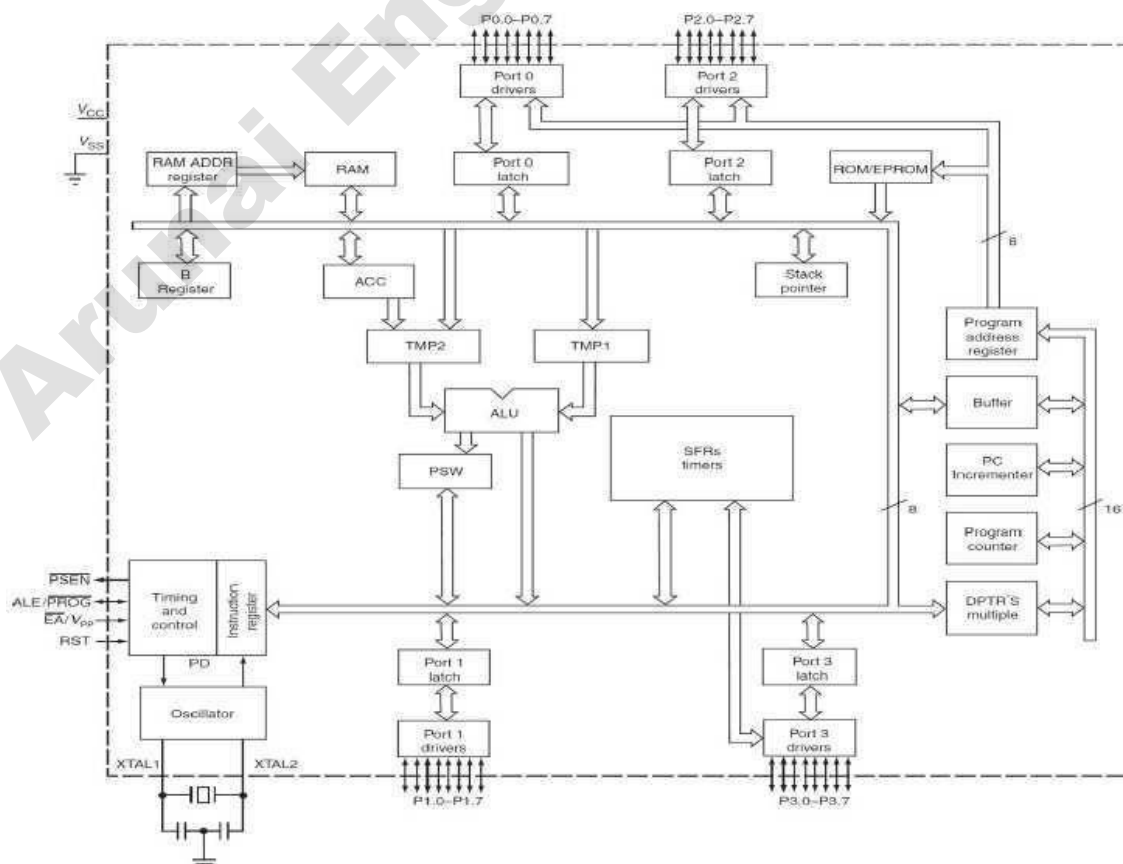 Arunai Eng
P0.0–P0.7
P2.0–P2.7
Port 0
drivers
Port 2
drivers
VCC
VSS
RAM ADDR
register
RAM
Port 0
latch
Port 2
latch
ROM/EPROM
8
B
Register
ACC
Stack
pointer
TMP2
TMP1
Program
address
register
ALU
Buffer
PSW
SFRs
timers
PC
Incrementer
8
16
Program
counter
PSEN
ALE/PROG
EA/VPP
RST
Timing
and
control
Instruction
register
DPTR'S
multiple
PD
Port 1
latch
Port 3
latch
Oscillator
Port 1
drivers
Port 3
drivers
XTAL1
XTAL2
P1.0–P1.7
P3.0–P3.7